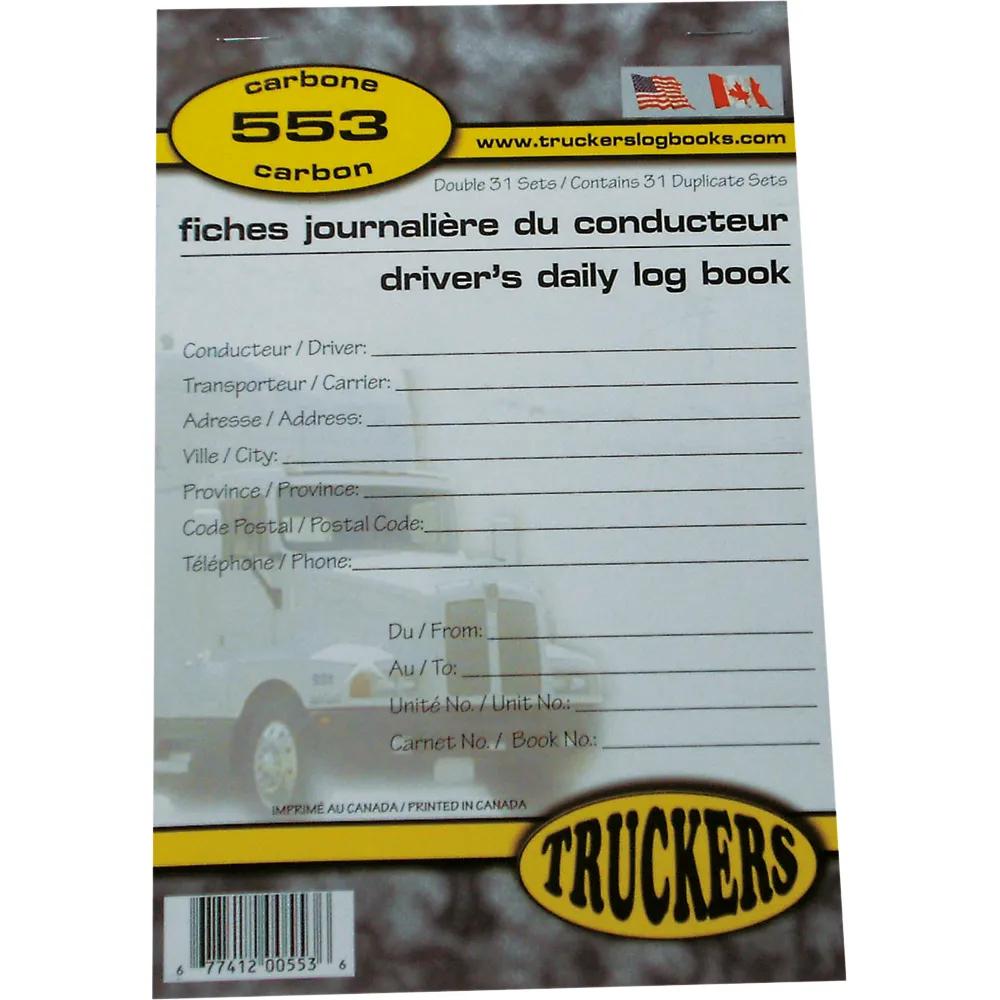 carbone
553
carbon
www.truckerslogbooks.com
Double 31 Sets / Contains 31 Duplicate Sets
fiches journalière du conducteur
driver's daily log book
Conducteur / Driver:
Transporteur / Carrier:
Adresse / Address:
Ville / City:
Province / Province:
Code Postal / Postal Code:
Téléphone / Phone:
Du / From:
Au / To:
Unité No. / Unit No.:
Carnet No. / Book No.:
IMPRIMÉ AU CANADA / PRINTED IN CANADA
TRUCKERS
6 77412 00553 6